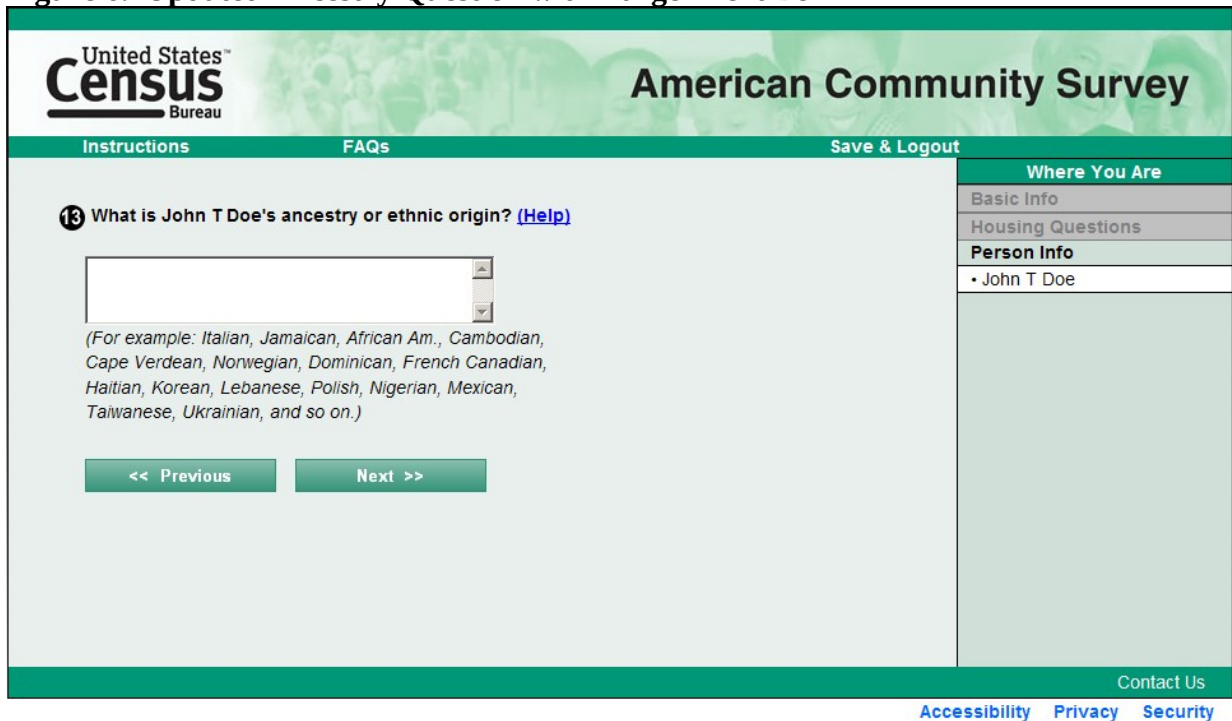 United States™
Census
Bureau
American Community Survey
Instructions FAQs Save & Logout
Where You Are
Basic Info
Housing Questions
Person Info
• John T Doe
13 What is John T Doe's ancestry or ethnic origin? (Help)
(For example: Italian, Jamaican, African Am., Cambodian,
Cape Verdean, Norwegian, Dominican, French Canadian,
Haitian, Korean, Lebanese, Polish, Nigerian, Mexican,
Taiwanese, Ukrainian, and so on.)
<< Previous Next >>
Contact Us
Accessibility Privacy Security